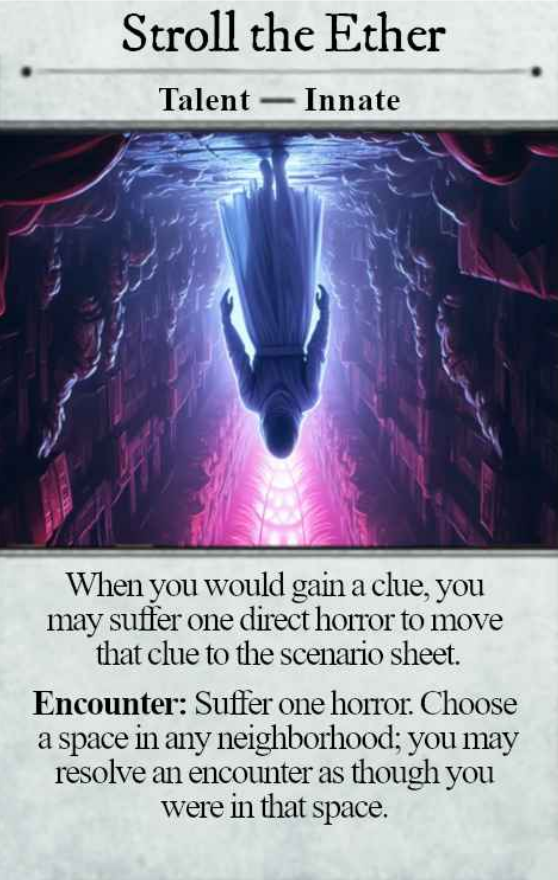 Stroll the Ether
Talent — Innate
When you would gain a clue, you
may suffer one direct horror to move
that clue to the scenario sheet.
Encounter: Suffer one horror. Choose
a space in any neighborhood; you may
resolve an encounter as though you
were in that space.